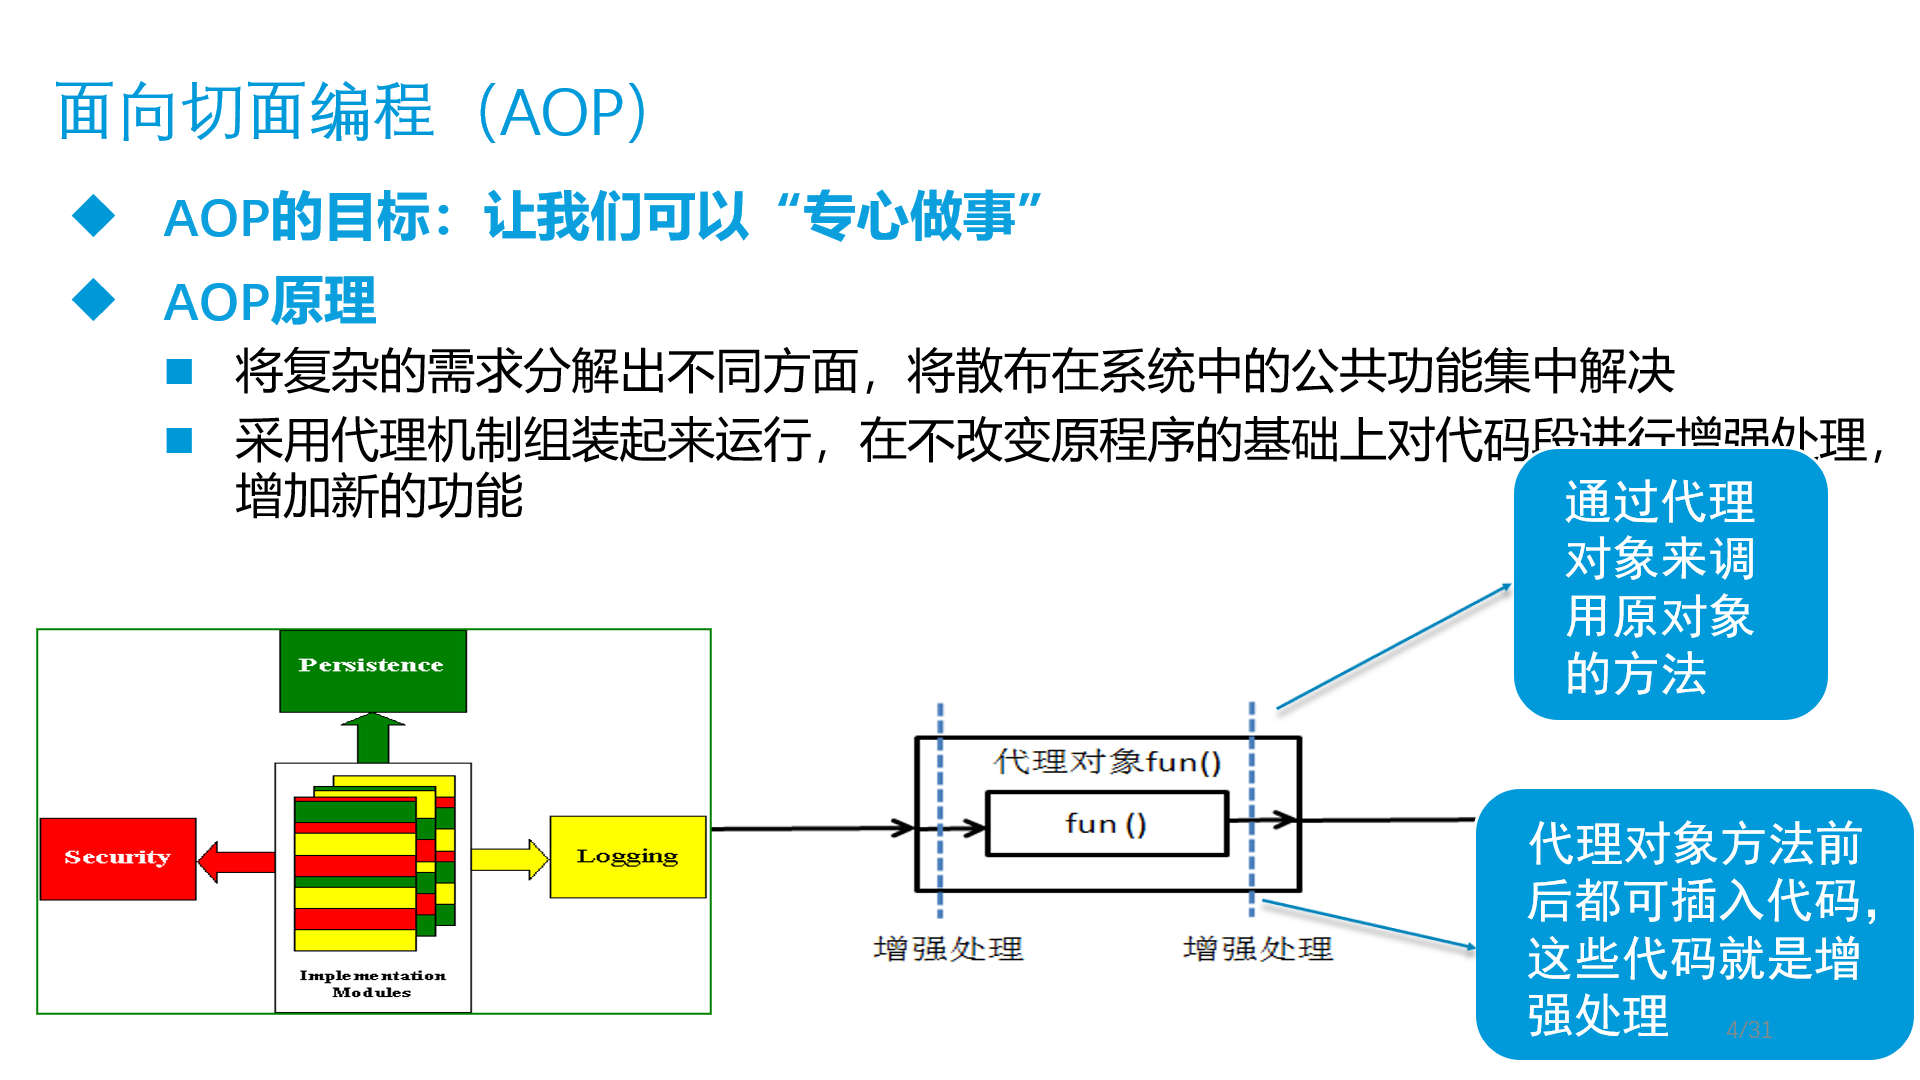 面向切面编程（AOP）
AOP的目标：让我们可以“专心做事”
AOP原理
将复杂的需求分解出不同方面，将散布在系统中的公共功能集中解决
采用代理机制组装起来运行，在不改变原程序的基础上对代码段进行增强处理，
增加新的功能
通过代理
对象来调
用原对象
的方法
Persistence
Security
Logging
Implementation
Modules
代理对象fun()
fun ()
增强处理
增强处理
代理对象方法前
后都可插入代码，
这些代码就是增
强处理
4/31